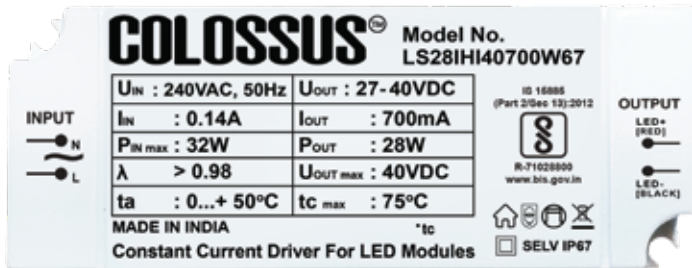 COLOSSUS™
Model No.
LS28IHI40700W67
INPUT
N
L
UIN : 240VAC, 50Hz
UOUT : 27-40VDC
IIN : 0.14A
IOUT : 700mA
PIN max : 32W
POUT : 28W
λ > 0.98
UOUT max : 40VDC
ta : 0...+ 50°C
tc max : 75°C
MADE IN INDIA
*tc
Constant Current Driver For LED Modules
IS 15885
(Part 2/Sec 13):2012
R-71028800
www.bis.gov.in
SELV IP67
OUTPUT
LED+
[RED]
LED-
[BLACK]